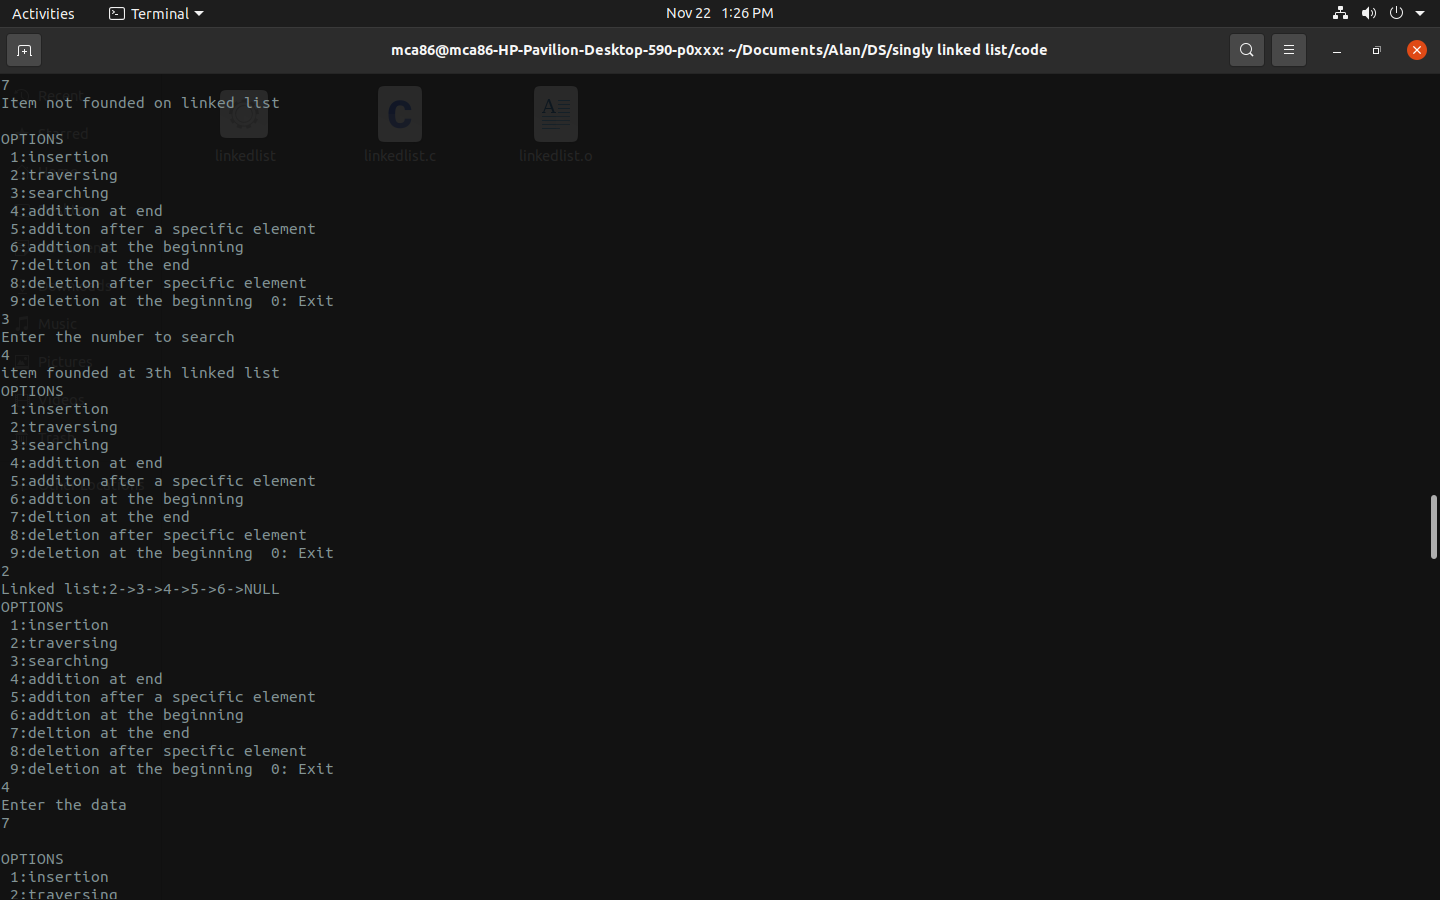 Activities Terminal Nov 22 1:26 PM
mca86@mca86-HP-Pavilion-Desktop-590-p0xxx: ~/Documents/Alan/DS/singly linked list/code
7
Recent
Item not founded on linked list
Starred
linkedlist linkedlist.c linkedlist.o
OPTIONS
1:insertion
2:traversing
3:searching
4:addition at end
5:additon after a specific element
6:addtion at the beginning
7:deltion at the end
8:deletion after specific element
9:deletion at the beginning 0: Exit
3
Music
Enter the number to search
4
Pictures
item founded at 3th linked list
OPTIONS
Videos
1:insertion
2:traversing
3:searching
4:addition at end
5:additon after a specific element
6:addtion at the beginning
7:deltion at the end
8:deletion after specific element
9:deletion at the beginning 0: Exit
2
Linked list:2->3->4->5->6->NULL
OPTIONS
1:insertion
2:traversing
3:searching
4:addition at end
5:additon after a specific element
6:addtion at the beginning
7:deltion at the end
8:deletion after specific element
9:deletion at the beginning 0: Exit
4
Enter the data
7
OPTIONS
1:insertion
2:traversing